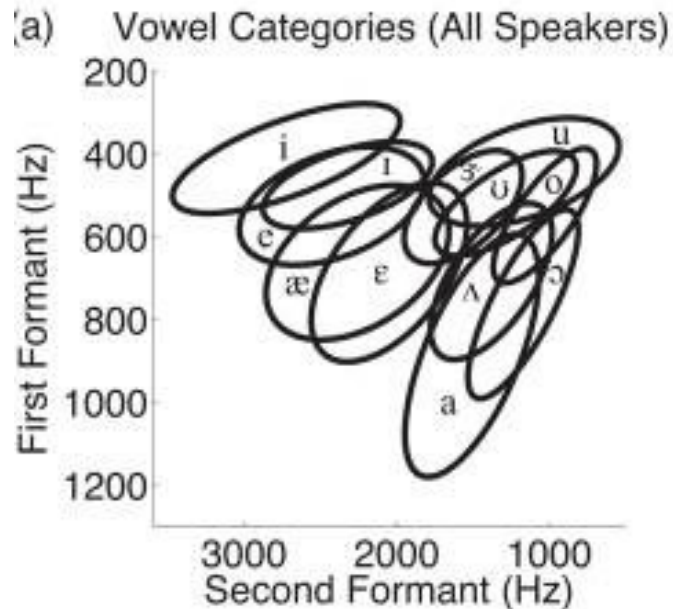 (a) Vowel Categories (All Speakers)
200
400
600
800
1000
1200
First Formant (Hz)
i
ɪ
e
æ
ɐ
ɝ
ʊ
u
o
ʌ
ɔ
a
3000 2000 1000
Second Formant (Hz)